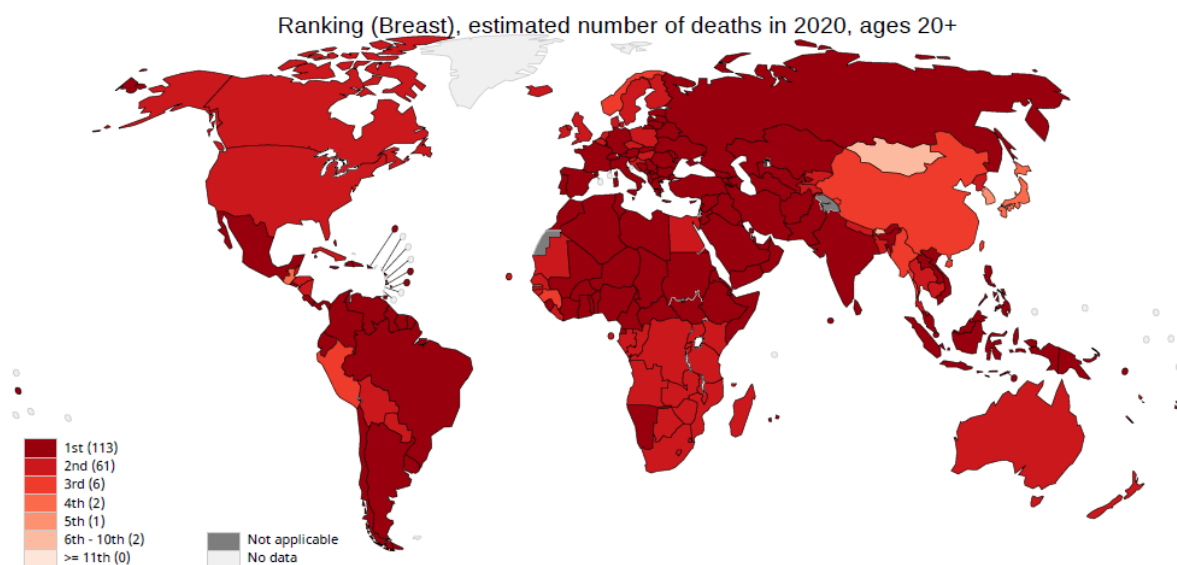 Ranking (Breast), estimated number of deaths in 2020, ages 20+
1st (113)
2nd (61)
3rd (6)
4th (2)
5th (1)
6th - 10th (2)
>= 11th (0)
Not applicable
No data